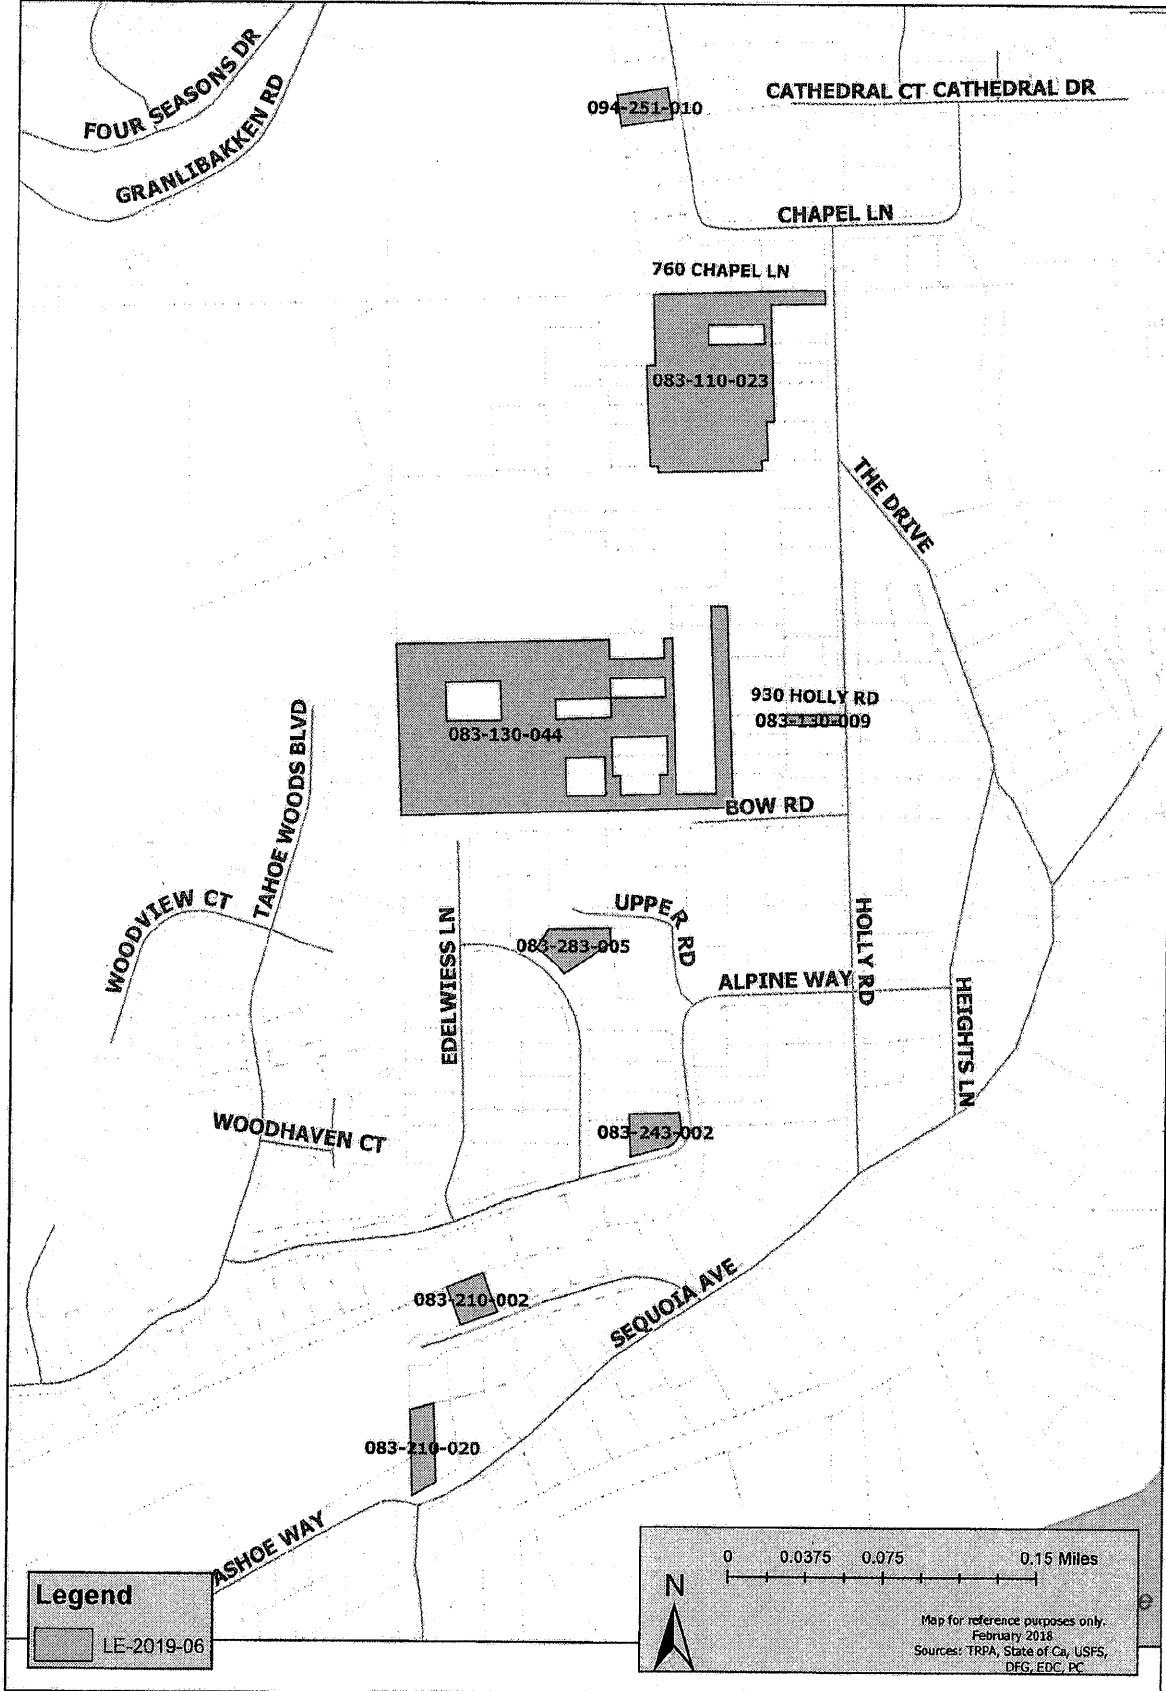 FOUR SEASONS DR
GRANLIBAKKEN RD
094-251-010
CATHEDRAL CT CATHEDRAL DR
CHAPEL LN
760 CHAPEL LN
083-110-023
THE DRIVE
930 HOLLY RD
083-130-009
083-130-044
TAHOE WOODS BLVD
BOW RD
WOODVIEW CT
UPPER RD
083-283-005
EDELWIESS LN
HOLLY RD
ALPINE WAY
HEIGHTS LN
WOODHAVEN CT
083-243-002
083-210-002
SEQUOIA AVE
083-210-020
ASHOE WAY
Legend
LE-2019-06
0 0.0375 0.075 0.15 Miles
N
Map for reference purposes only.
February 2018
Sources: TRPA, State of Ca, USFS,
DFG, EDC, PC
e